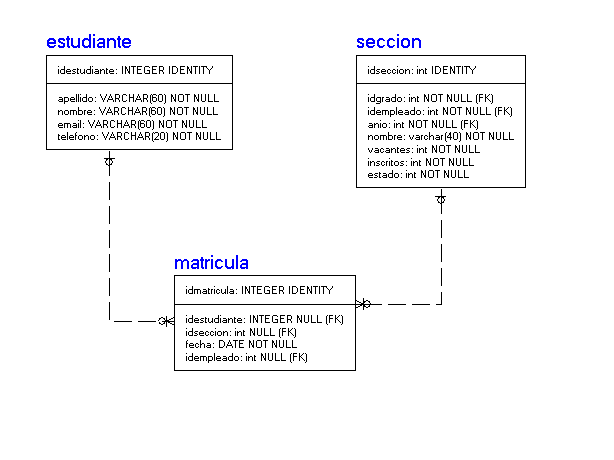 estudiante
idestudiante: INTEGER IDENTITY
apellido: VARCHAR(60) NOT NULL
nombre: VARCHAR(60) NOT NULL
email: VARCHAR(60) NOT NULL
telefono: VARCHAR(20) NOT NULL
seccion
idseccion: int IDENTITY
idgrado: int NOT NULL (FK)
idempleado: int NOT NULL (FK)
anio: int NOT NULL (FK)
nombre: varchar(40) NOT NULL
vacantes: int NOT NULL
inscritos: int NOT NULL
estado: int NOT NULL
matricula
idmatricula: INTEGER IDENTITY
idestudiante: INTEGER NULL (FK)
idseccion: int NULL (FK)
fecha: DATE NOT NULL
idempleado: int NULL (FK)